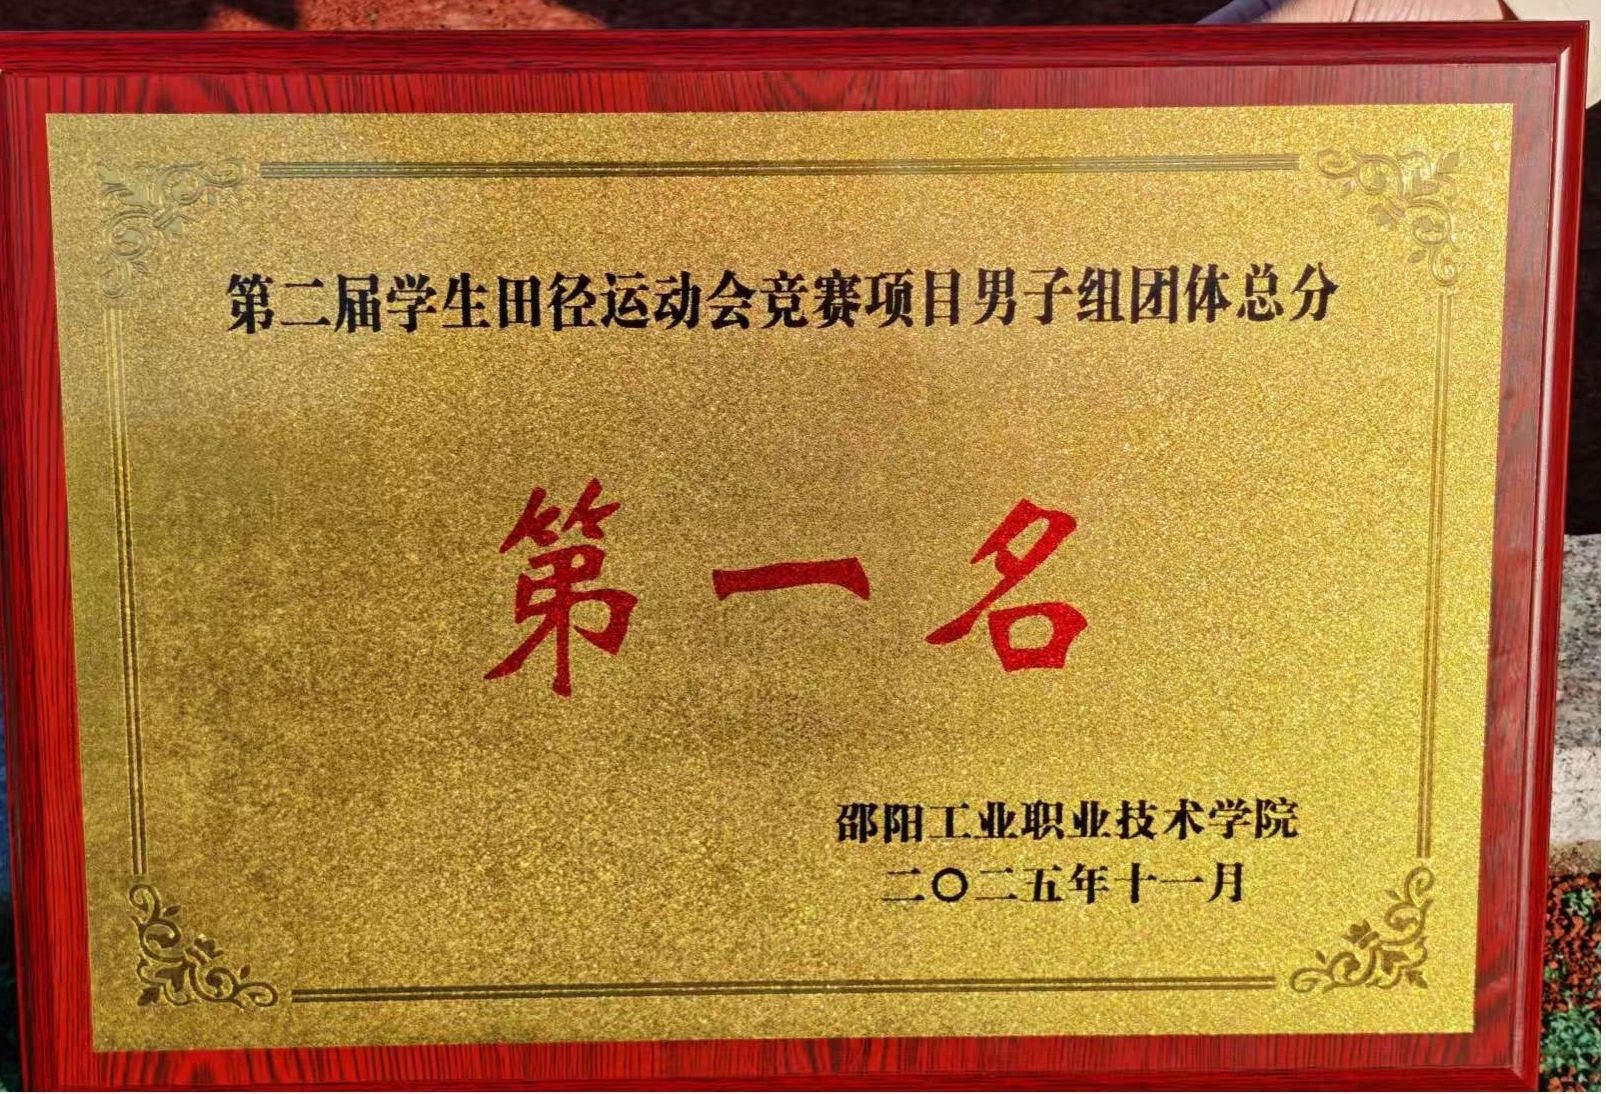 第二届学生田径运动会竞赛项目男子组团体总分
第一名
邵阳工业职业技术学院
二〇二五年十一月